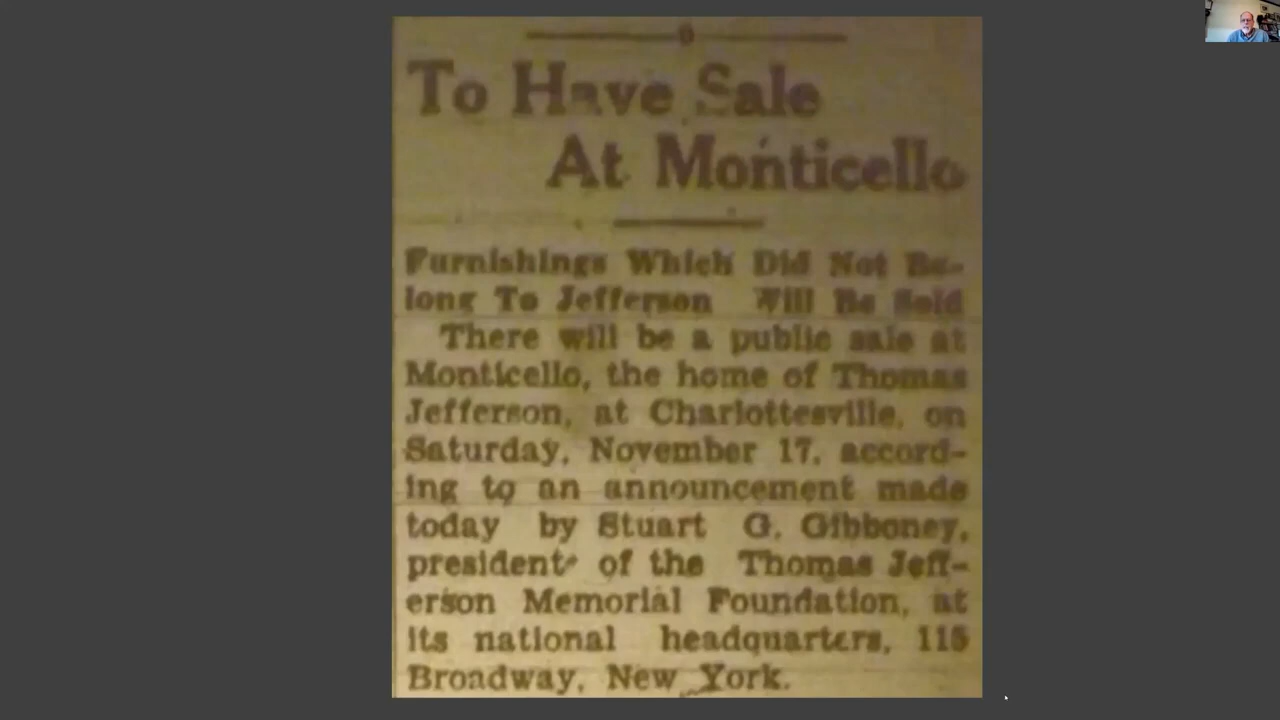 To Have Sale
At Monticello
Furnishings Which Did Not Be-
long To Jefferson Will Be Sold
There will be a public sale at
Monticello, the home of Thomas
Jefferson, at Charlottesville, on
Saturday, November 17, accord-
ing to an announcement made
today by Stuart G. Gibboney,
president of the Thomas Jeff-
erson Memorial Foundation, at
its national headquarters, 115
Broadway, New York.